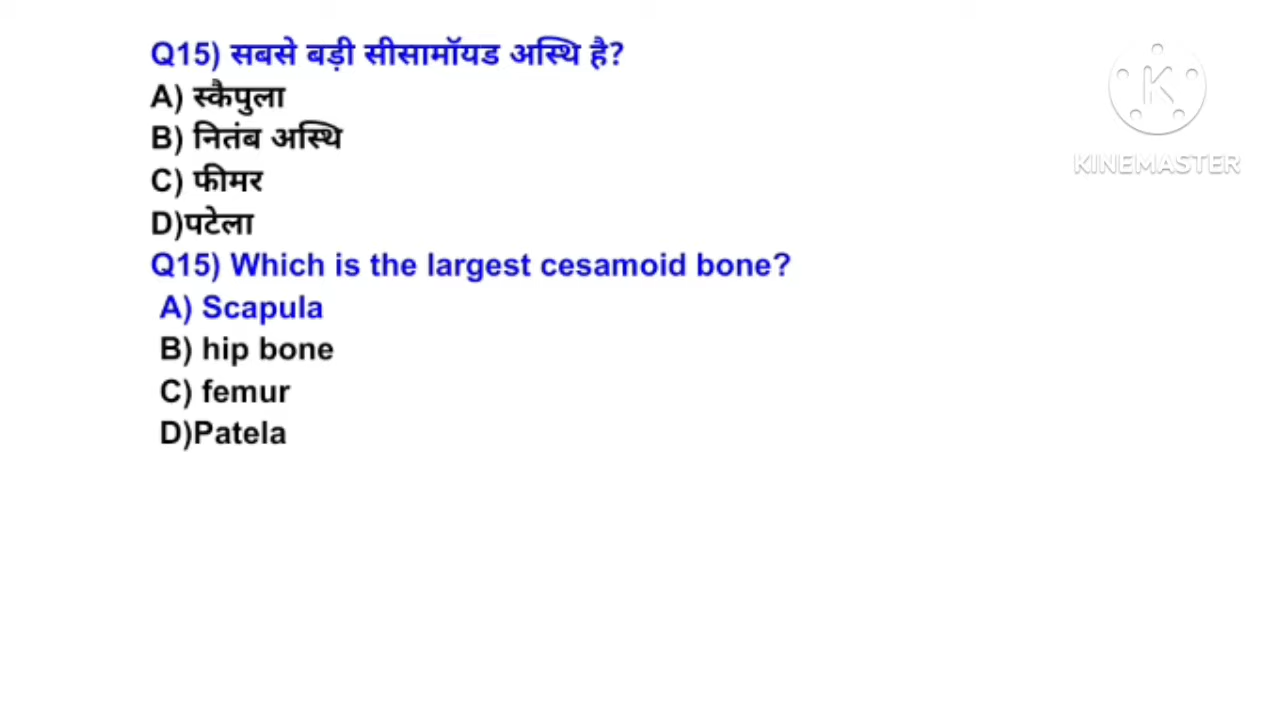 Q15) सबसे बड़ी सीसामॉयड अस्थि है?
A) स्कैपुला
B) नितंब अस्थि
C) फीमर
D)पटेला
Q15) Which is the largest cesamoid bone?
A) Scapula
B) hip bone
C) femur
D)Patela
K
KINEMASTER